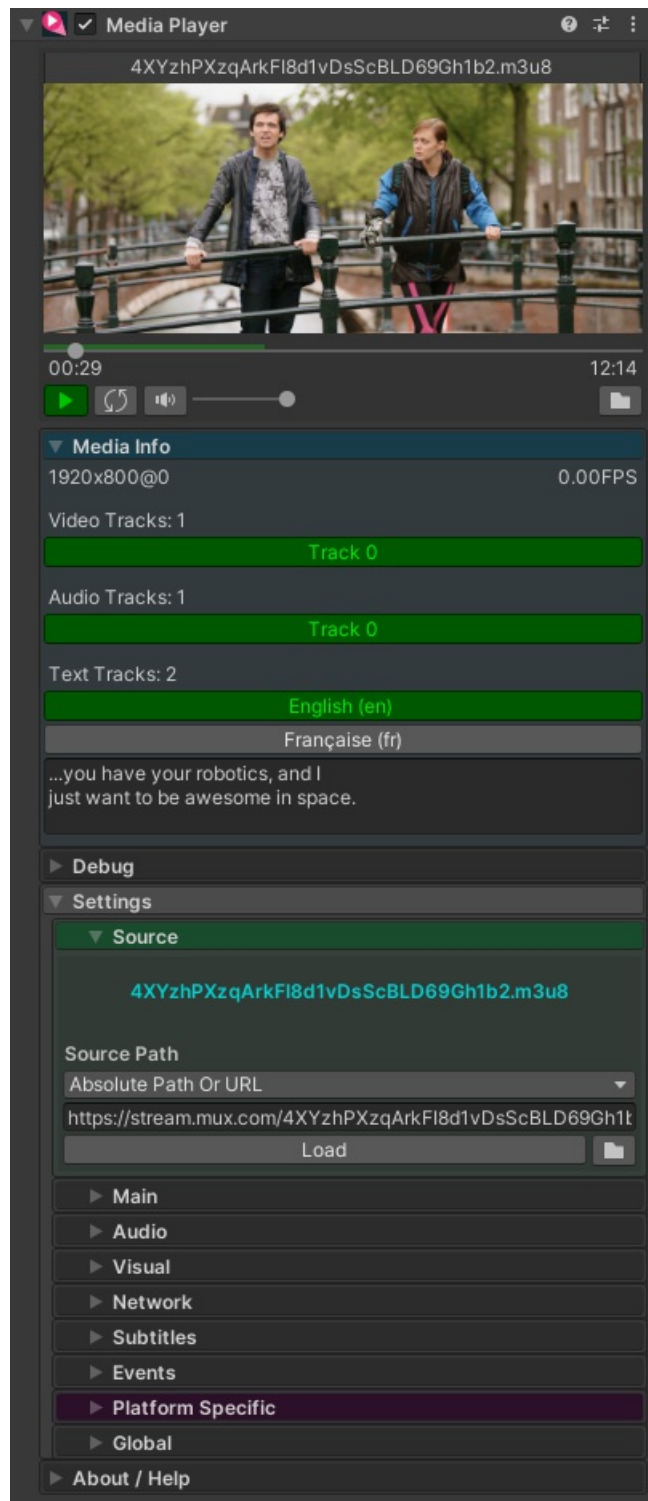 Media Player
4XYzhPXzqArkFl8d1vDsScBLD69Gh1b2.m3u8
00:29 12:14
Media Info
1920x800@0 0.00FPS
Video Tracks: 1
Track 0
Audio Tracks: 1
Track 0
Text Tracks: 2
English (en)
Française (fr)
...you have your robotics, and I
just want to be awesome in space.
Debug
Settings
Source
4XYzhPXzqArkFl8d1vDsScBLD69Gh1b2.m3u8
Source Path
Absolute Path Or URL
https://stream.mux.com/4XYzhPXzqArkFl8d1vDsScBLD69Gh1b
Load
Main
Audio
Visual
Network
Subtitles
Events
Platform Specific
Global
About / Help